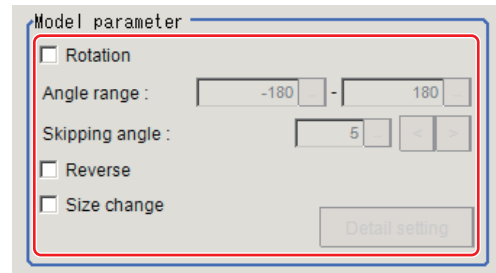 Model parameter
Rotation
Angle range : -180 ... - 180 ...
Skipping angle : 5 ... < >
Reverse
Size change
Detail setting